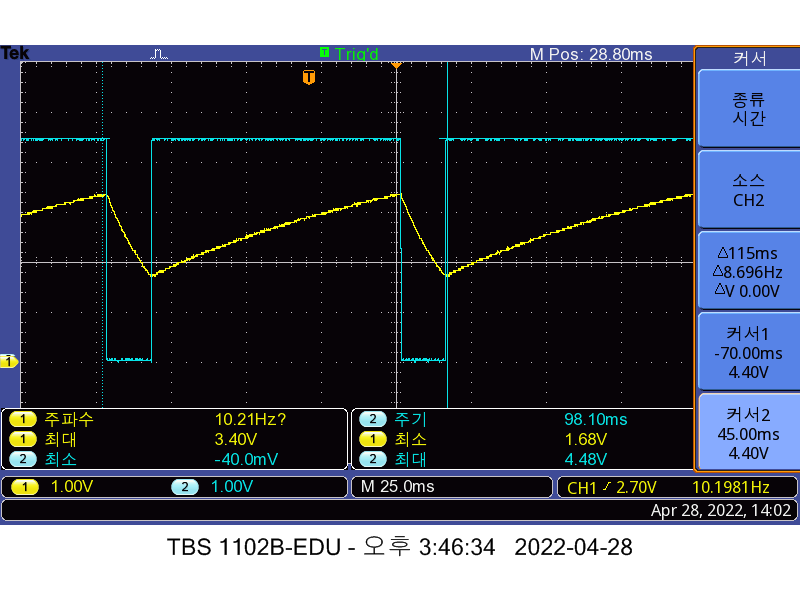 Tek
T Trig'd
M Pos: 28.80ms
커서
T
종류
시간
소스
CH2
△115ms
△8.696Hz
△V 0.00V
커서1
-70.00ms
4.40V
커서2
45.00ms
4.40V
1
1 주파수 10.21Hz?
1 최대 3.40V
2 최소 -40.0mV
2 주기 98.10ms
1 최소 1.68V
2 최대 4.48V
1 1.00V 2 1.00V
M 25.0ms
CH1 2.70V 10.1981Hz
Apr 28, 2022, 14:02
TBS 1102B-EDU - 오후 3:46:34 2022-04-28